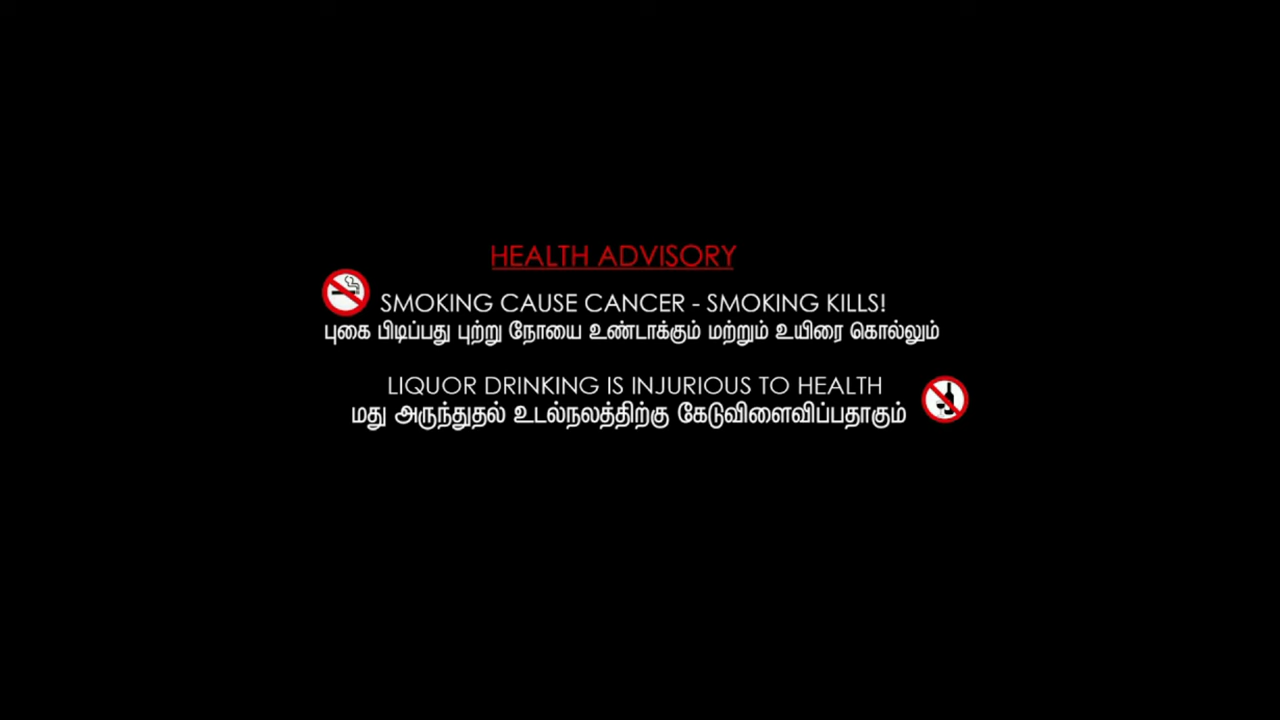 HEALTH ADVISORY
SMOKING CAUSE CANCER - SMOKING KILLS!
புகை பிடிப்பது புற்று நோயை உண்டாக்கும் மற்றும் உயிரை கொல்லும்
LIQUOR DRINKING IS INJURIOUS TO HEALTH
மது அருந்துதல் உடல்நலத்திற்கு கேடுவிளைவிப்பதாகும்